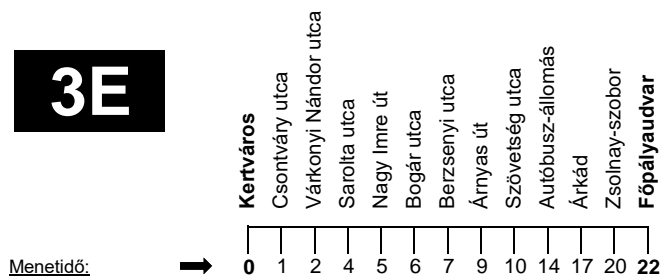 3E
Kertváros
Csontváry utca
Várkonyi Nándor utca
Sarolta utca
Nagy Imre út
Bogár utca
Berzsenyi utca
Árnyas út
Szövetség utca
Autóbusz-állomás
Árkád
Zsolnay-szobor
Főpályaudvar
Menetidő: 0 1 2 4 5 6 7 9 10 14 17 20 22